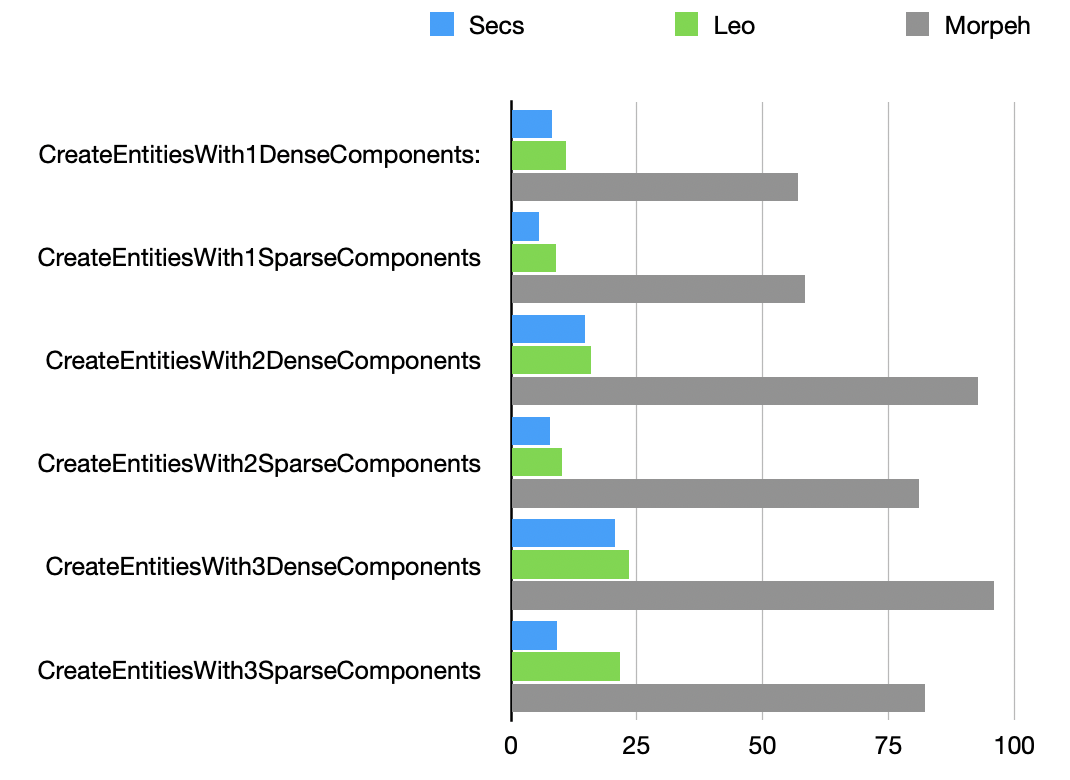 Secs Leo Morpeh
CreateEntitiesWith1DenseComponents:
CreateEntitiesWith1SparseComponents
CreateEntitiesWith2DenseComponents
CreateEntitiesWith2SparseComponents
CreateEntitiesWith3DenseComponents
CreateEntitiesWith3SparseComponents
0 25 50 75 100